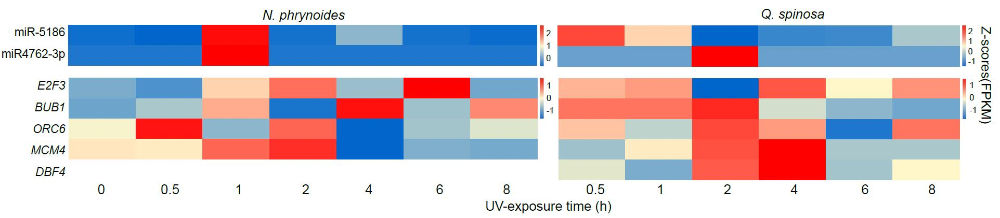 N. phrynoides
Q. spinosa
miR-5186
miR4762-3p
2
1
0
2
1
0
-1
E2F3
BUB1
ORC6
MCM4
DBF4
1
0
-1
1
0
-1
Z-scores(FPKM)
0 0.5 1 2 4 6 8
0.5 1 2 4 6 8
UV-exposure time (h)